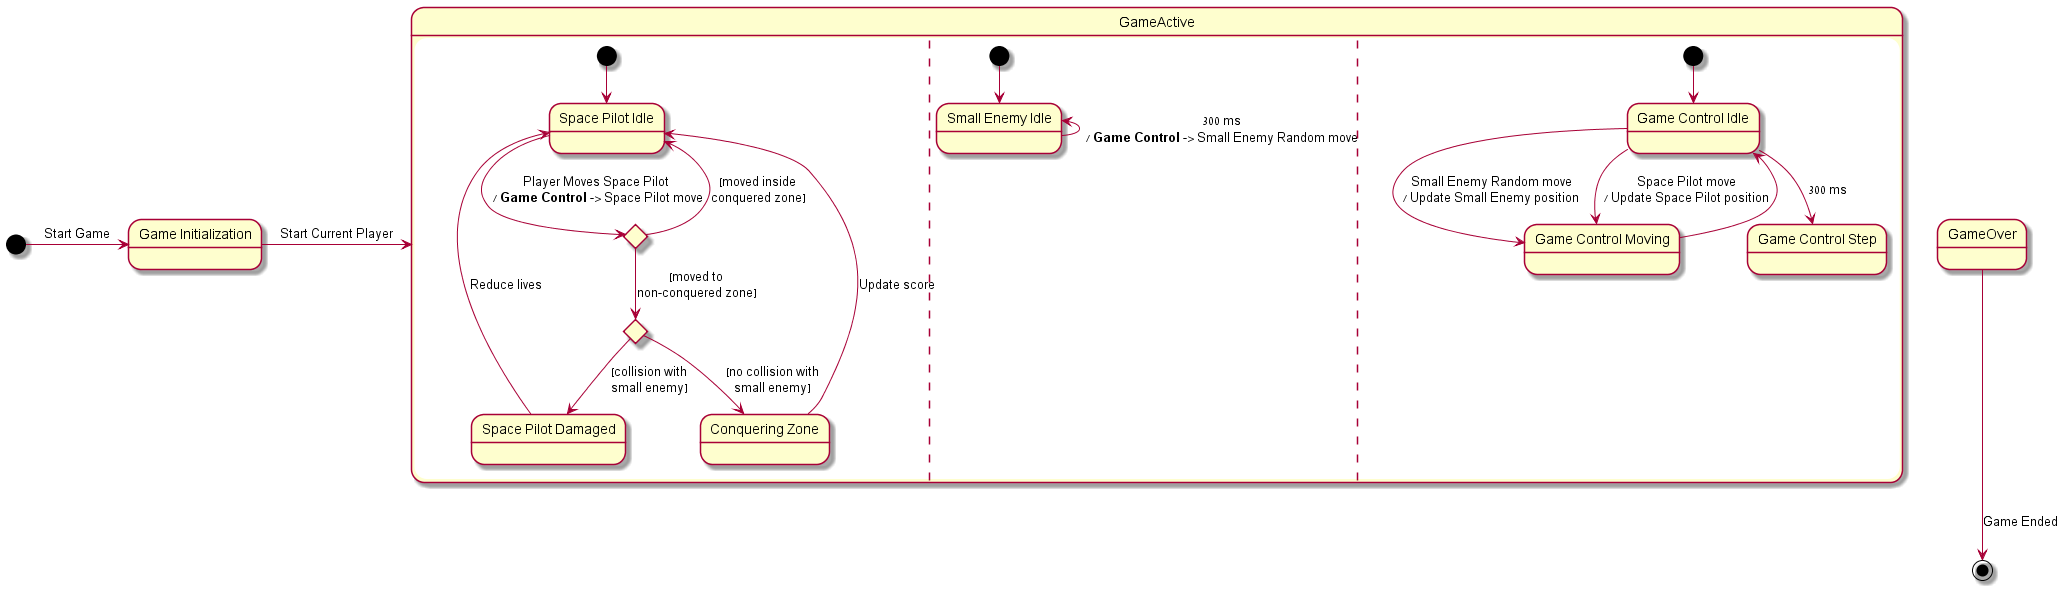 GameActive
Start Game
Game Initialization
Start Current Player
Space Pilot Idle
Player Moves Space Pilot
/ Game Control -> Space Pilot move
[moved inside
conquered zone]
[moved to
non-conquered zone]
Reduce lives
Update score
[collision with
small enemy]
[no collision with
small enemy]
Space Pilot Damaged
Conquering Zone
Small Enemy Idle
300 ms
/ Game Control -> Small Enemy Random move
Game Control Idle
Small Enemy Random move
/ Update Small Enemy position
Space Pilot move
/ Update Space Pilot position
300 ms
Game Control Moving
Game Control Step
GameOver
Game Ended